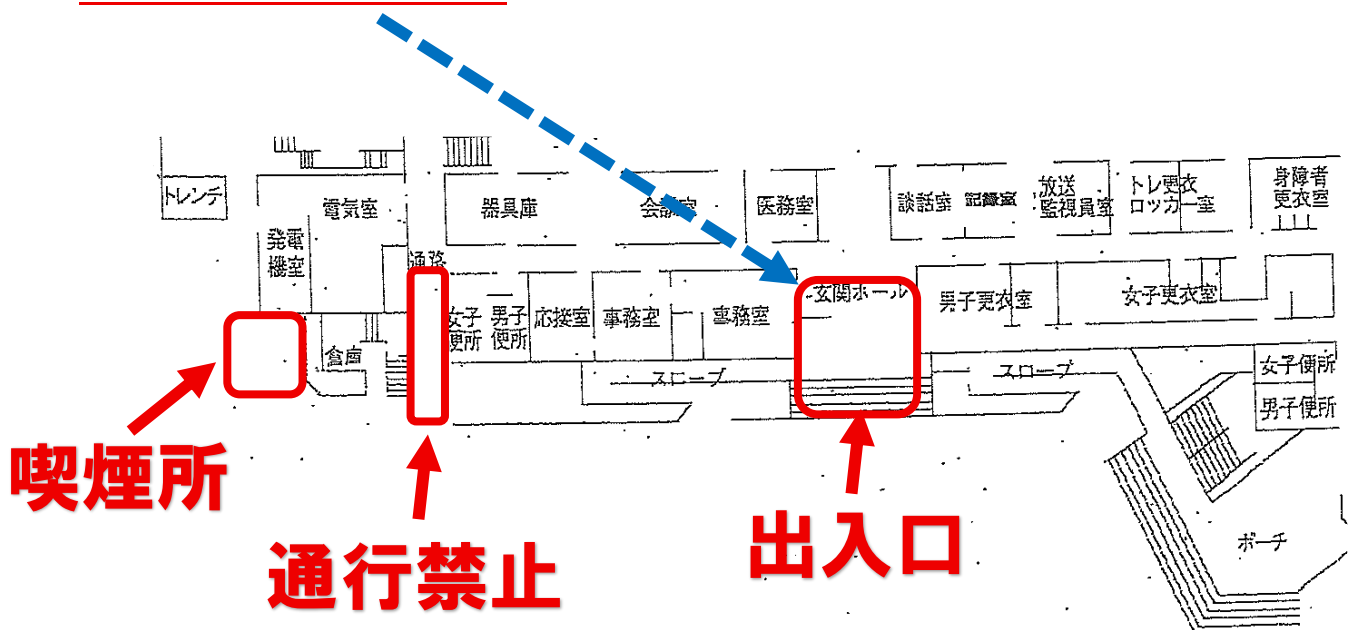 トレンチ
電気室
発電
機室
器具庫
会議室
医務室
談話室
記録室
放送
監視員室
トレ更衣
ロッカー室
身障者
更衣室
通路
女子
便所
男子
便所
応接室
事務室
事務室
玄関ホール
男子更衣室
女子更衣室
倉庫
スロープ
スロープ
女子便所
男子便所
ポーチ
喫煙所
通行禁止
出入口